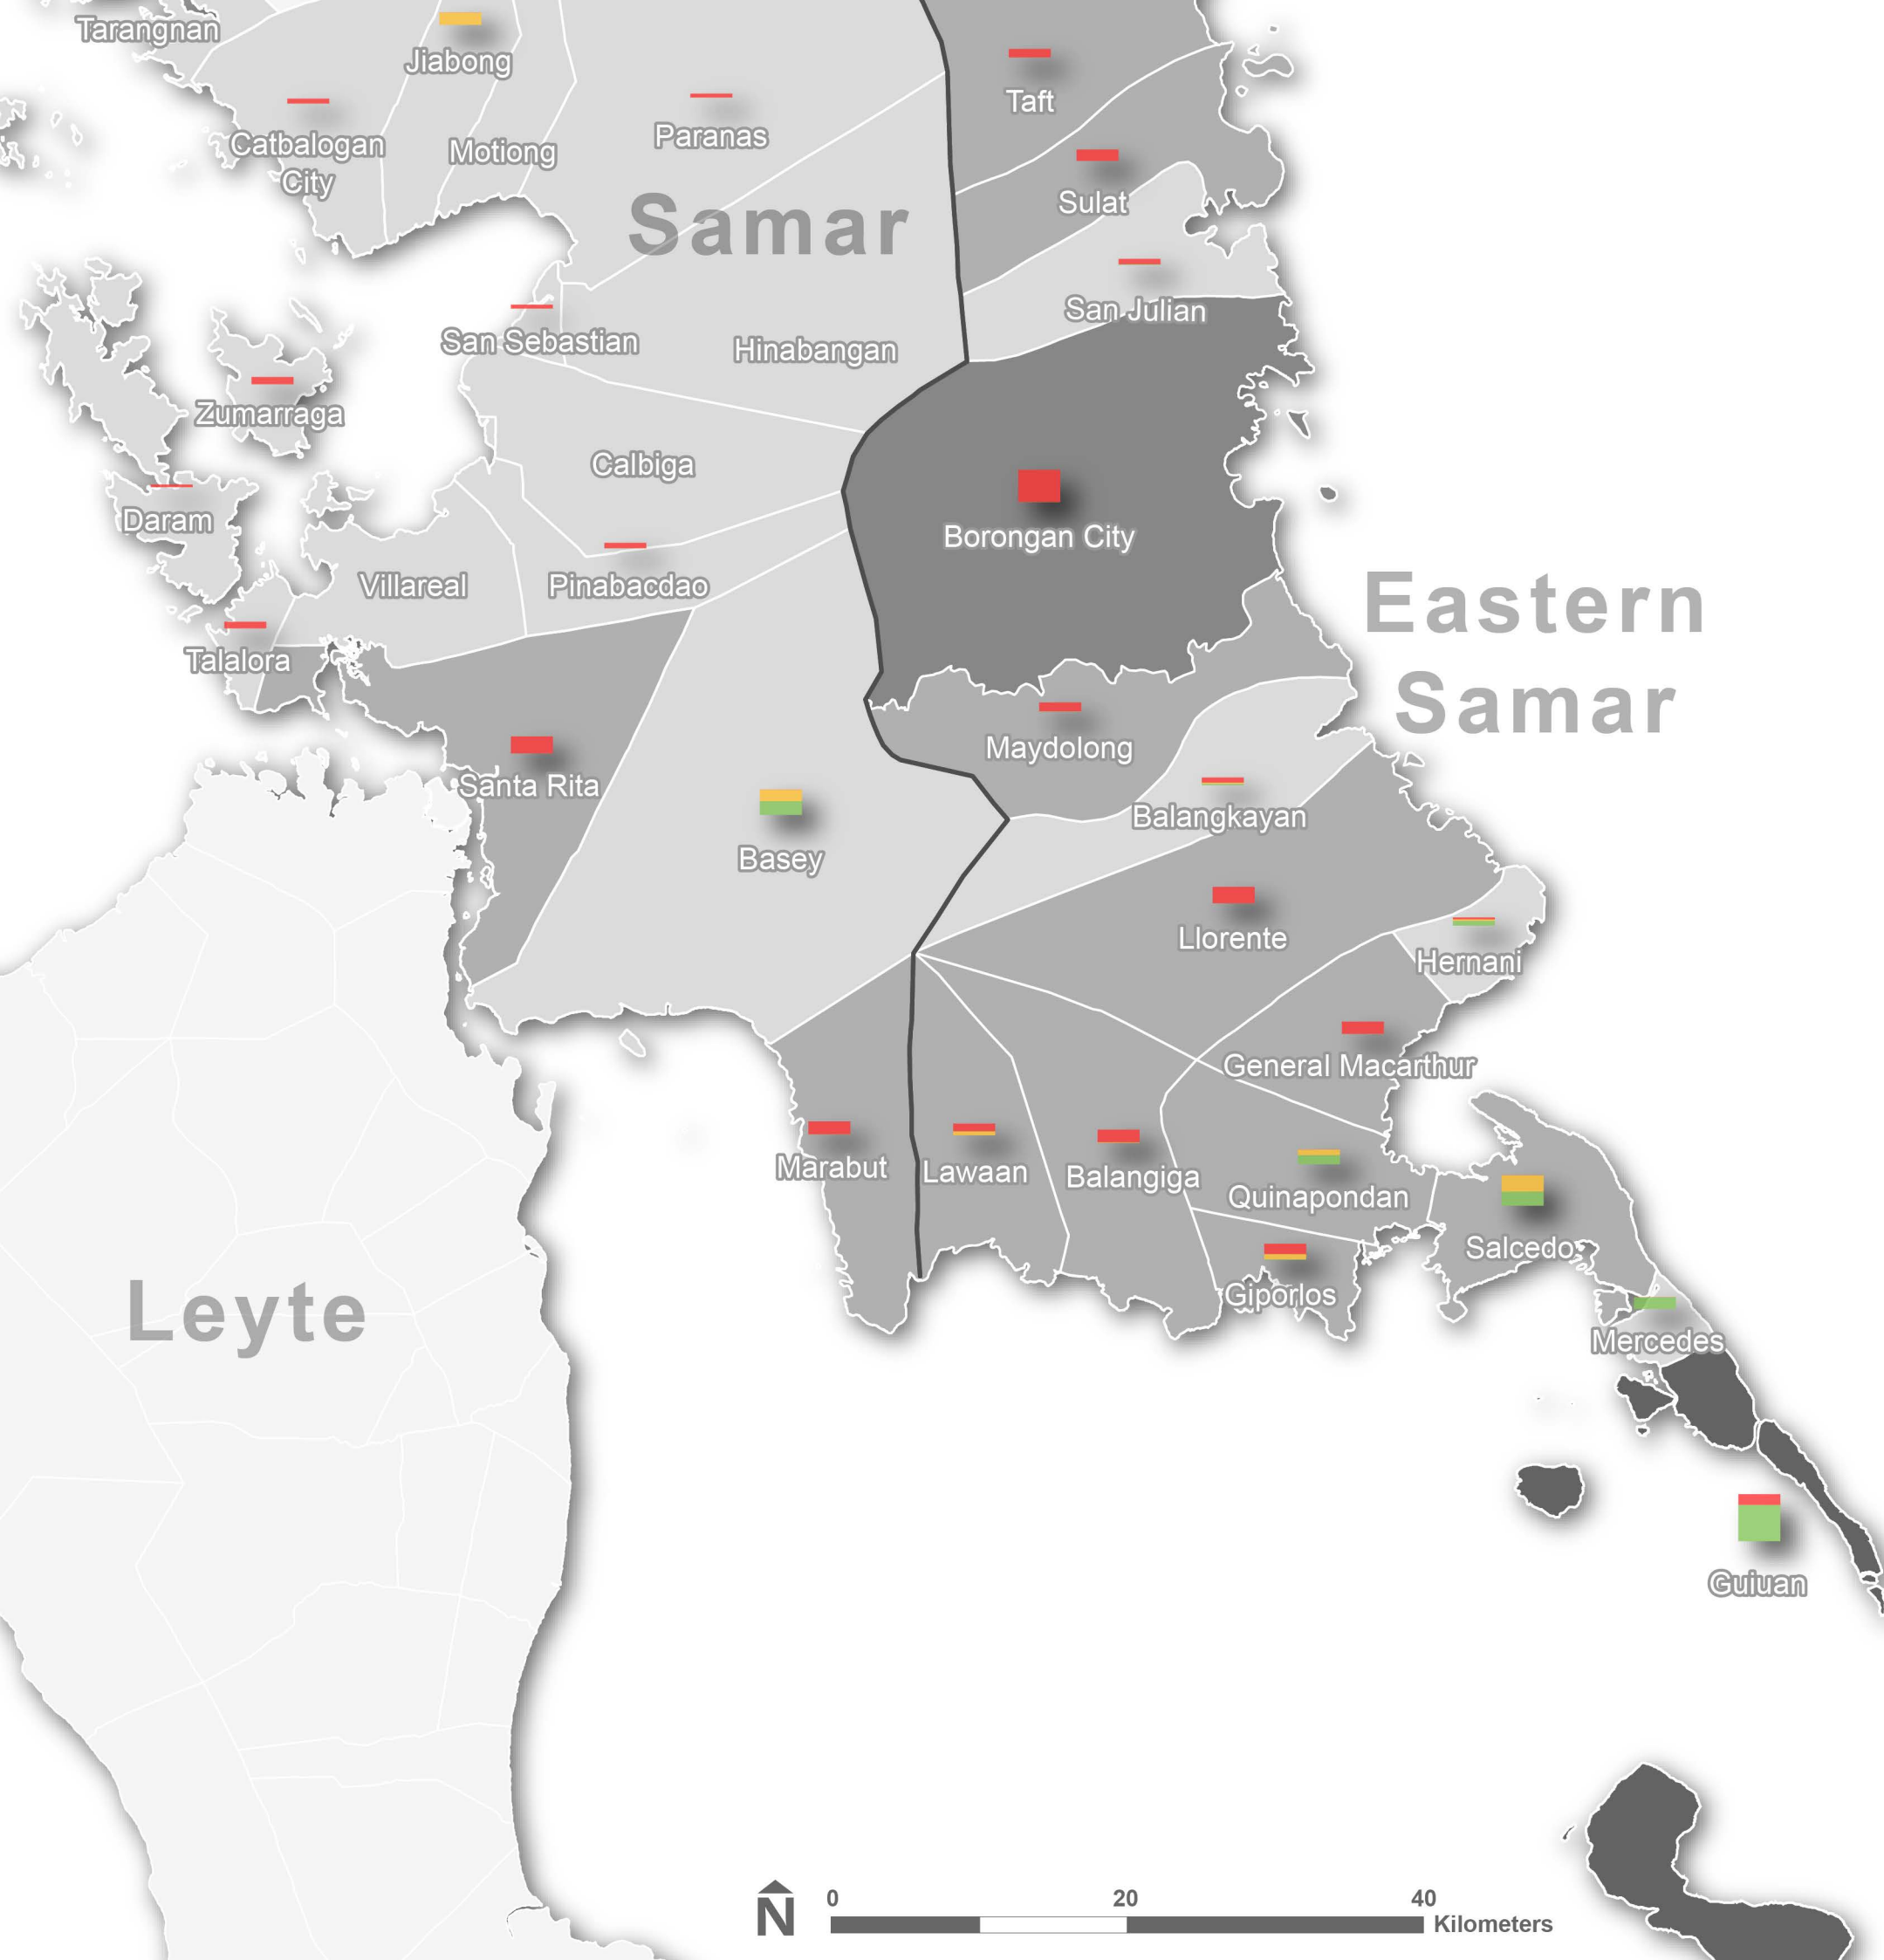 Tarangnan
Jiabong
Taft
Catbalogan
City
Motiong
Paranas
Sulat
Samar
San Julian
San Sebastian
Hinabangan
Zumarraga
Calbiga
Daram
Borongan City
Villareal
Pinabacdao
Eastern
Samar
Talalora
Maydolong
Santa Rita
Balangkayan
Basey
Llorente
Hernani
General Macarthur
Marabut
Lawaan
Balangiga
Quinapondan
Salcedo
Giporlos
Leyte
Mercedes
Guiuan
N
0
20
40
Kilometers